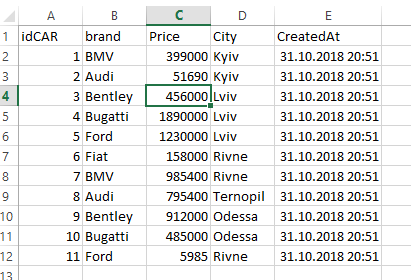 A B C D E
1 idCAR brand Price City CreatedAt
2 1 BMV 399000 Kyiv 31.10.2018 20:51
3 2 Audi 51690 Kyiv 31.10.2018 20:51
4 3 Bentley 456000 Lviv 31.10.2018 20:51
5 4 Bugatti 1890000 Lviv 31.10.2018 20:51
6 5 Ford 1230000 Lviv 31.10.2018 20:51
7 6 Fiat 158000 Rivne 31.10.2018 20:51
8 7 BMV 985400 Rivne 31.10.2018 20:51
9 8 Audi 795400 Ternopil 31.10.2018 20:51
10 9 Bentley 912000 Odessa 31.10.2018 20:51
11 10 Bugatti 485000 Odessa 31.10.2018 20:51
12 11 Ford 5985 Rivne 31.10.2018 20:51